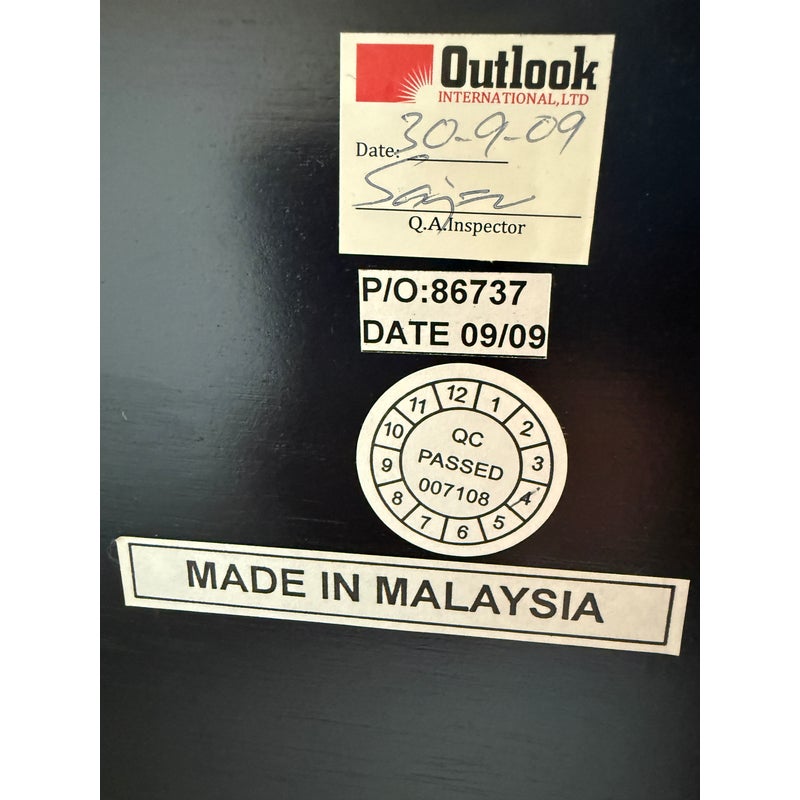 Outlook
INTERNATIONAL,LTD
Date: 30-9-09
Q.A.Inspector
P/O:86737
DATE 09/09
12
1
2
3
4
5
6
7
8
9
10
11
QC
PASSED
007108
MADE IN MALAYSIA